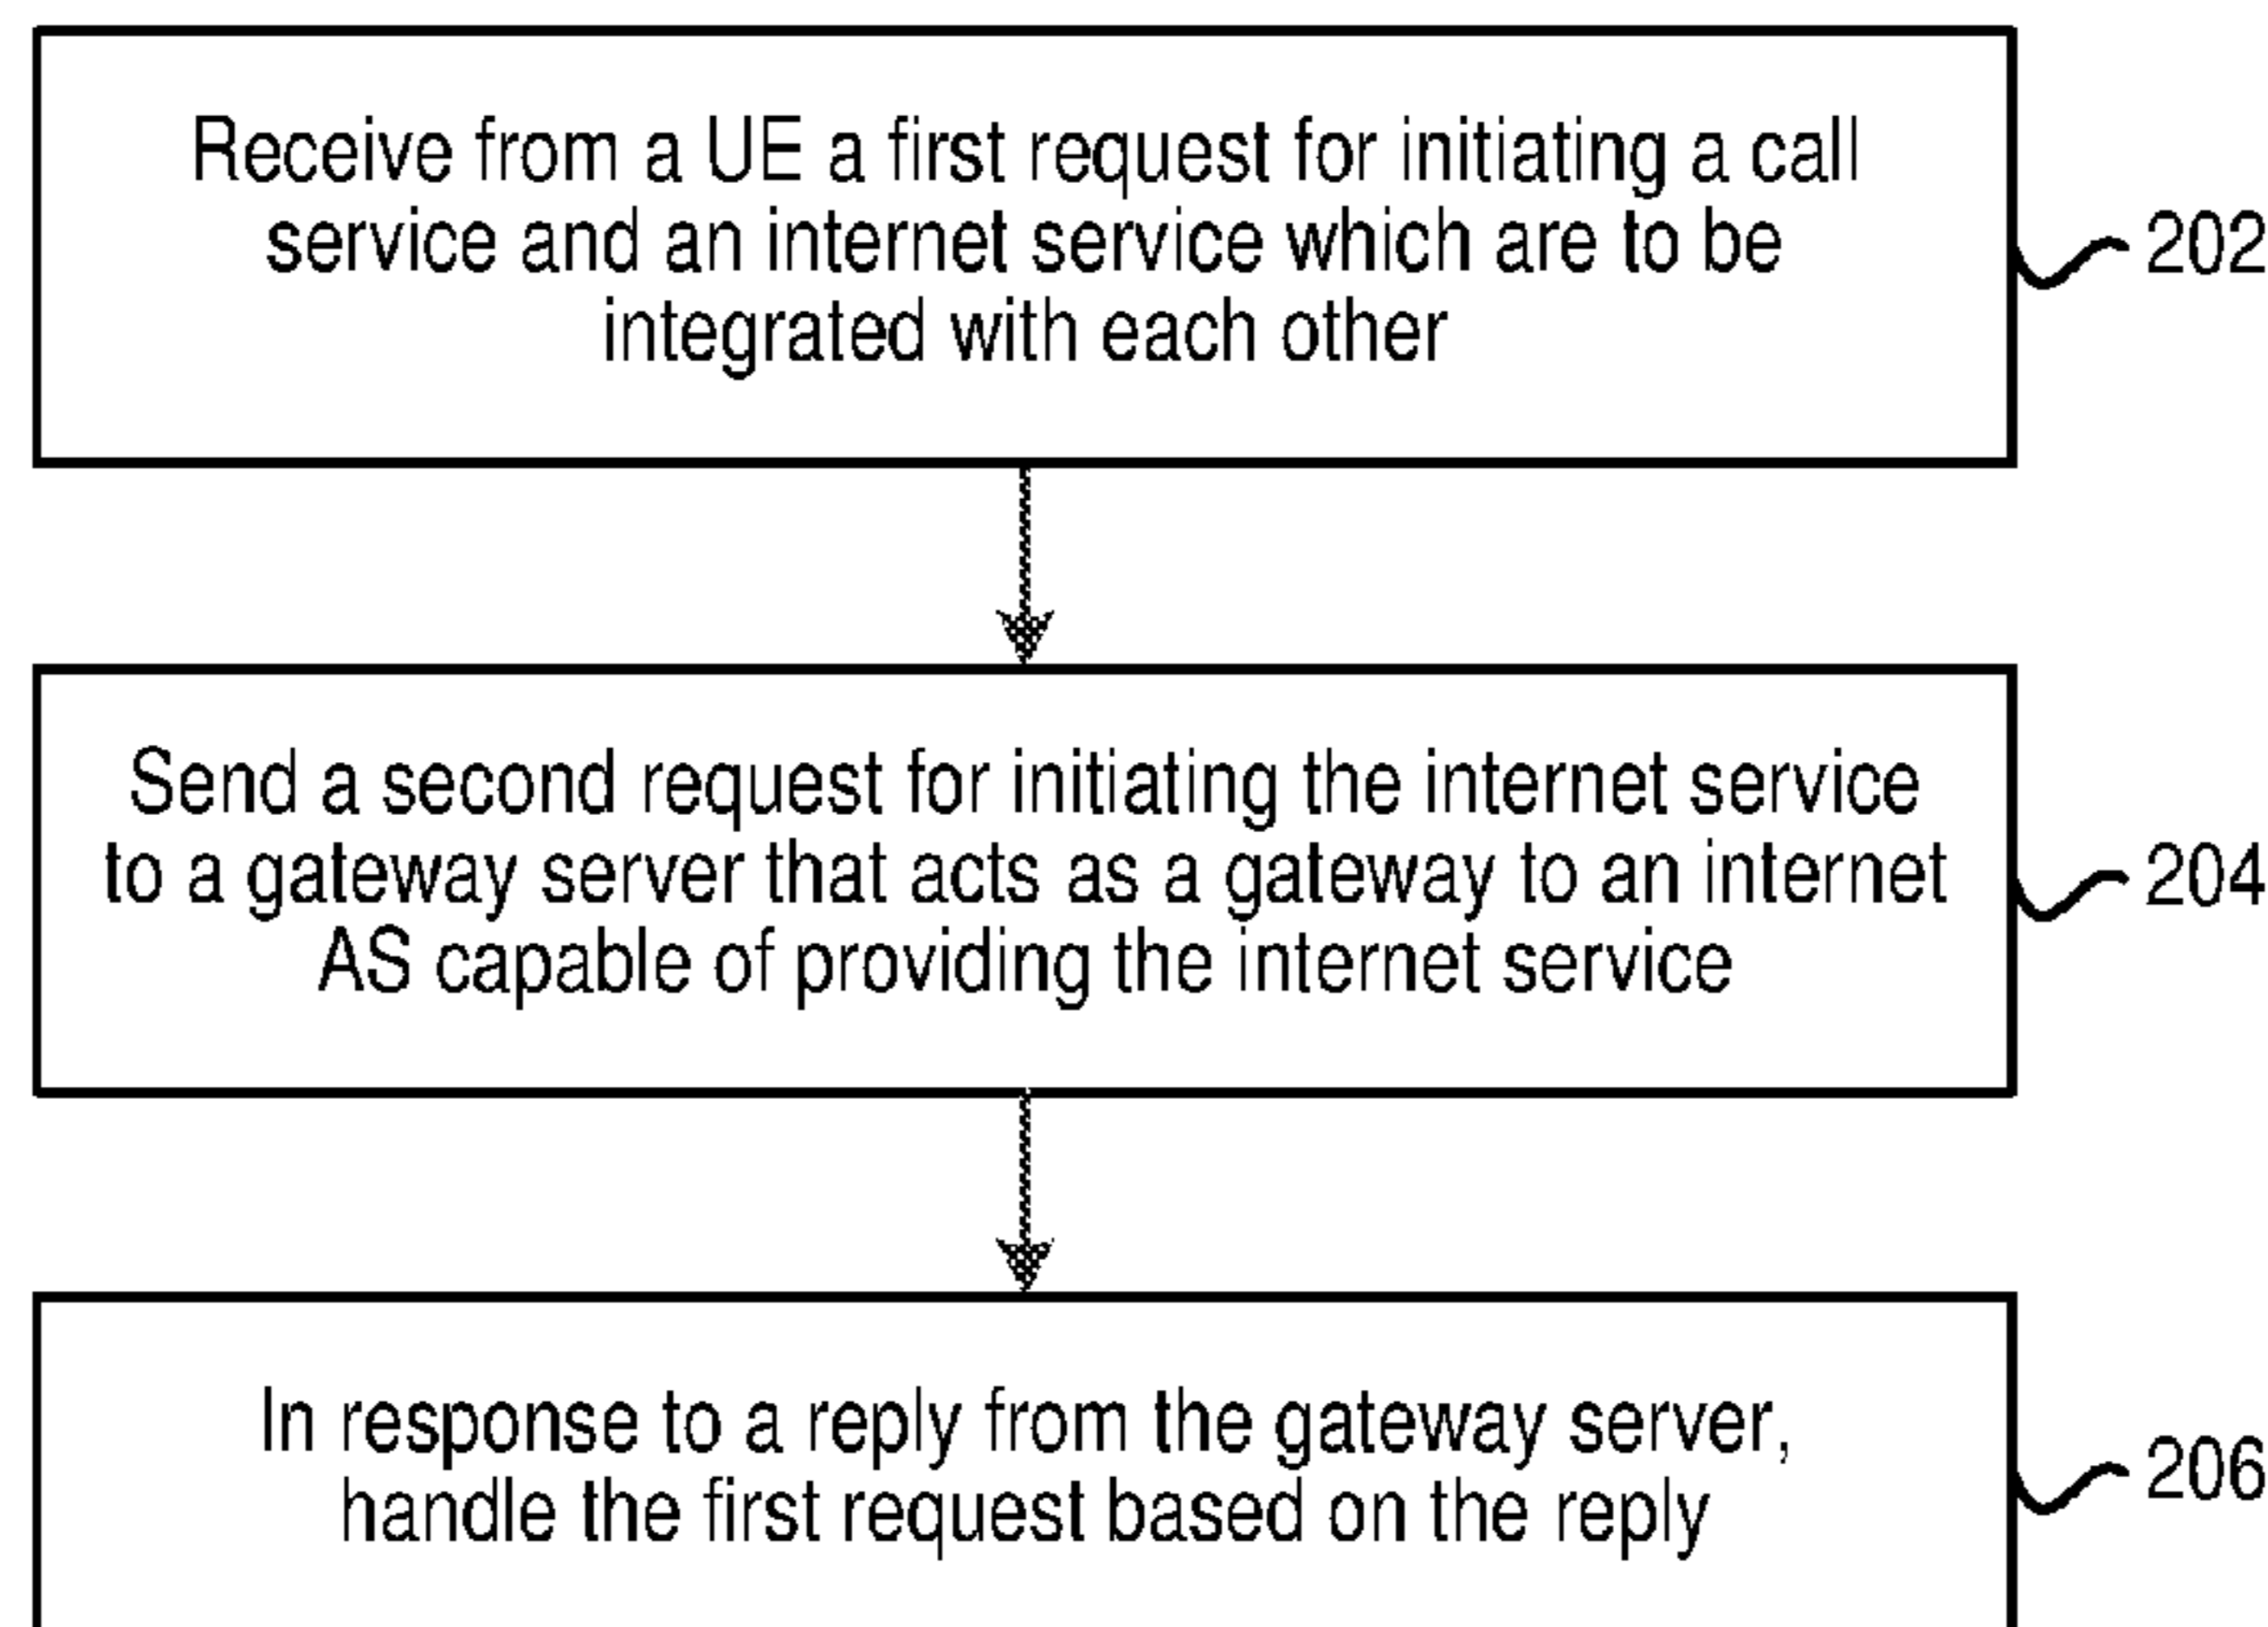 Receive from a UE a first request for initiating a call
service and an internet service which are to be
integrated with each other
202
Send a second request for initiating the internet service
to a gateway server that acts as a gateway to an internet
AS capable of providing the internet service
204
In response to a reply from the gateway server,
handle the first request based on the reply
206